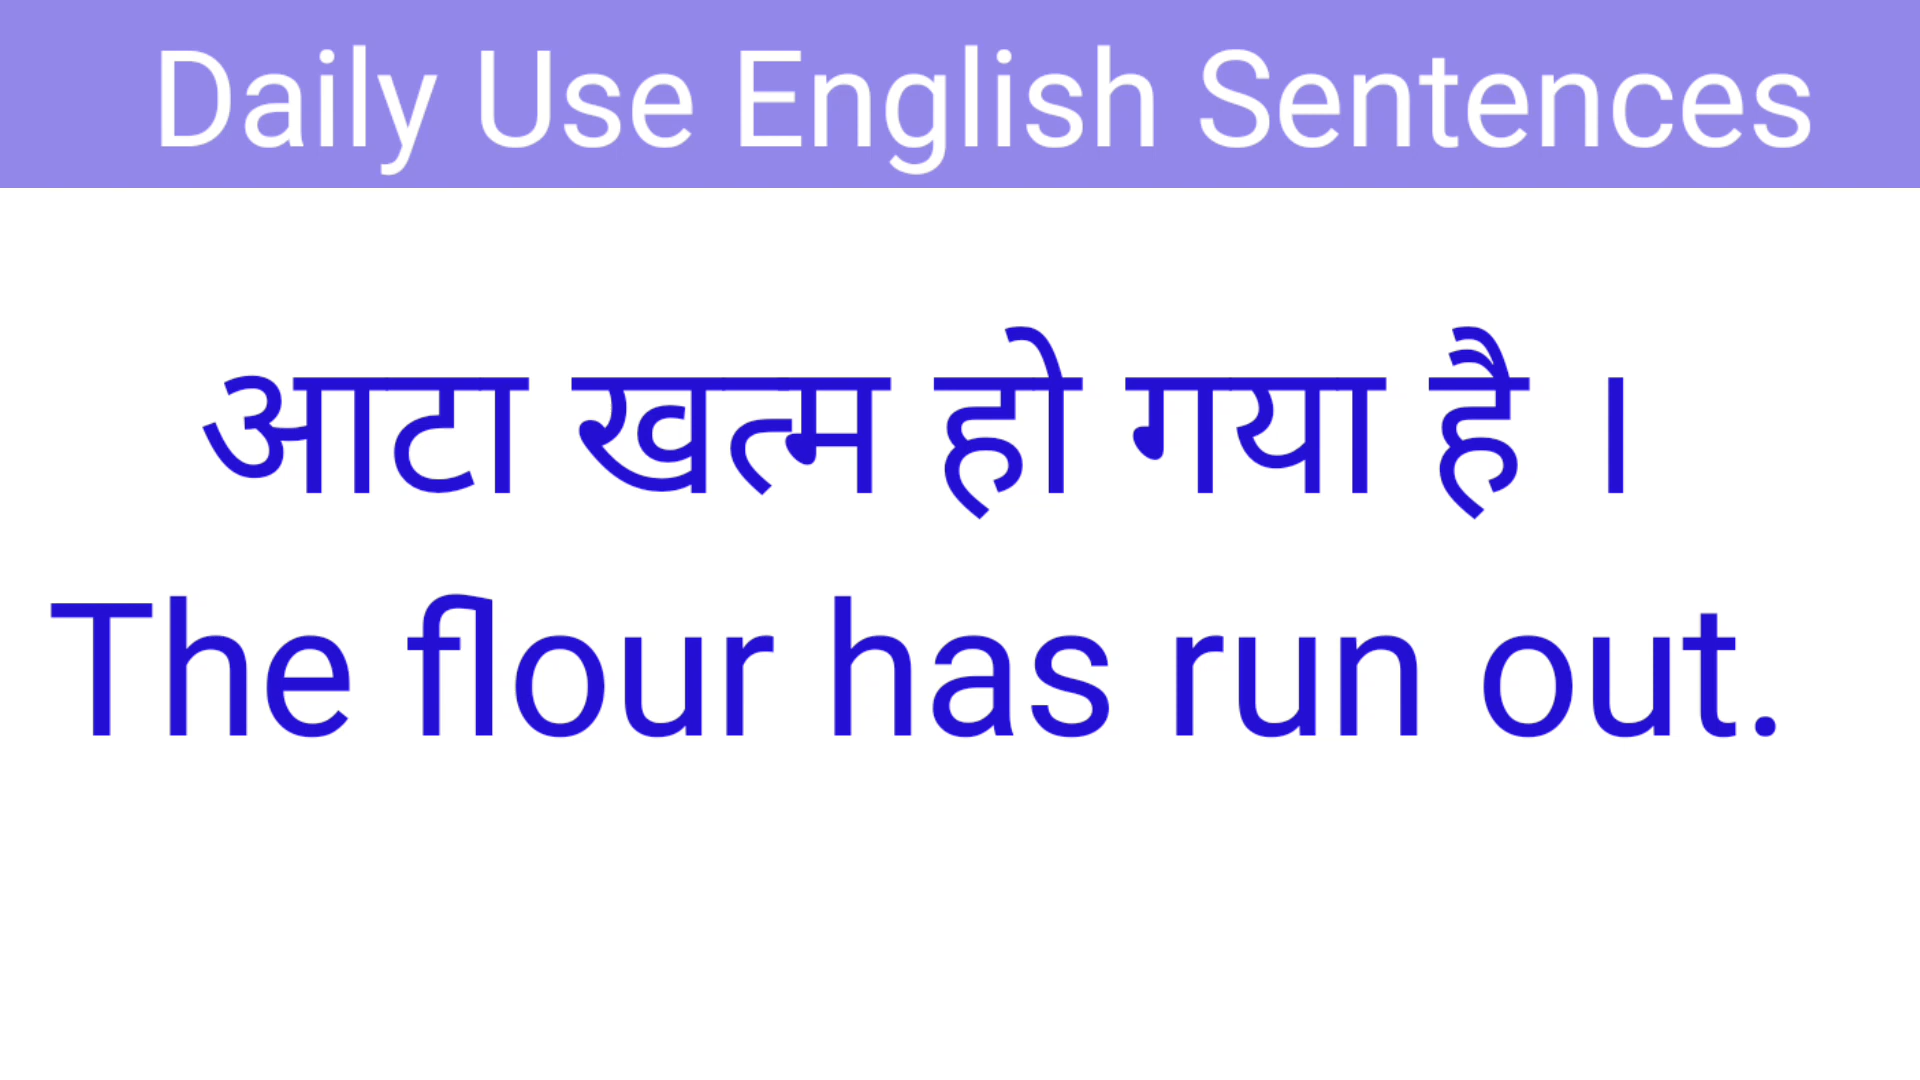 Daily Use English Sentences
आटा खत्म हो गया है ।
The flour has run out.